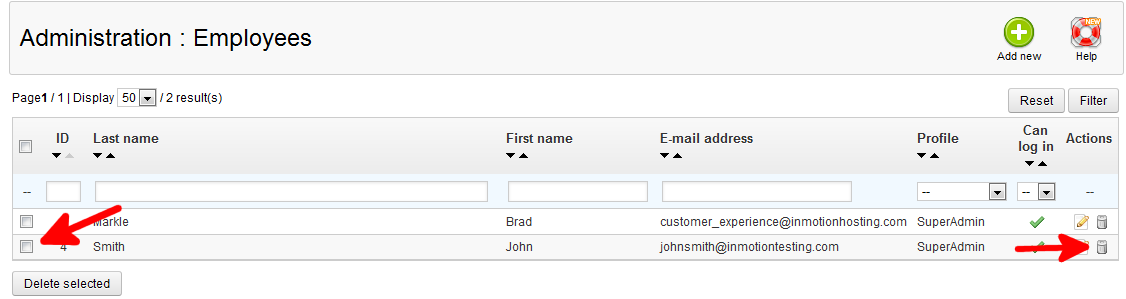 Administration : Employees
Add new
NEW
Help
Page1 / 1 | Display 50 / 2 result(s)
Reset Filter
ID Last name First name E-mail address Profile Can log in Actions
-- -- -- --
Markle Brad customer_experience@inmotionhosting.com SuperAdmin
4 Smith John johnsmith@inmotiontesting.com SuperAdmin
Delete selected